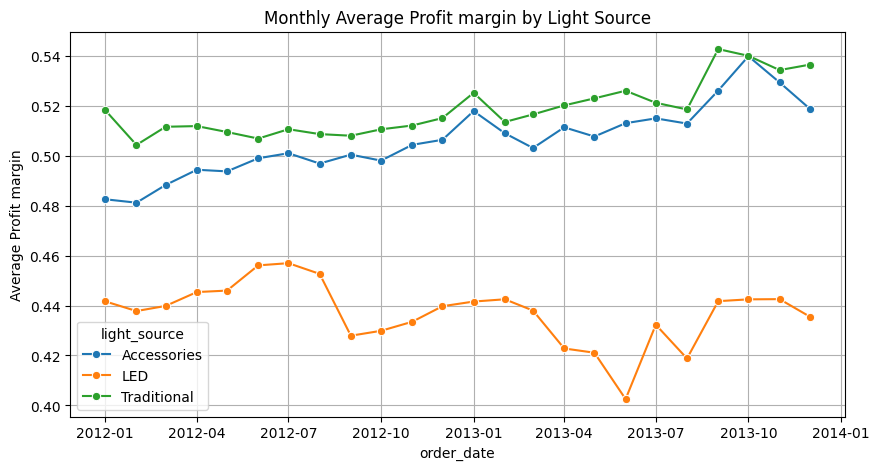 Monthly Average Profit margin by Light Source
Average Profit margin
0.54
0.52
0.50
0.48
0.46
0.44
0.42
0.40
light_source
Accessories
LED
Traditional
2012-01 2012-04 2012-07 2012-10 2013-01 2013-04 2013-07 2013-10 2014-01
order_date